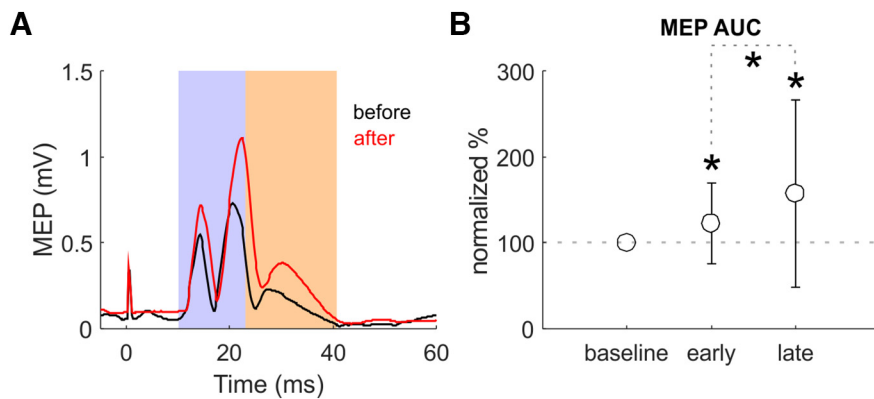 A
MEP (mV)
1.5
1
0.5
0
before
after
0 20 40 60
Time (ms)
B
MEP AUC
normalized %
300
200
100
0
*
*
*
baseline early late